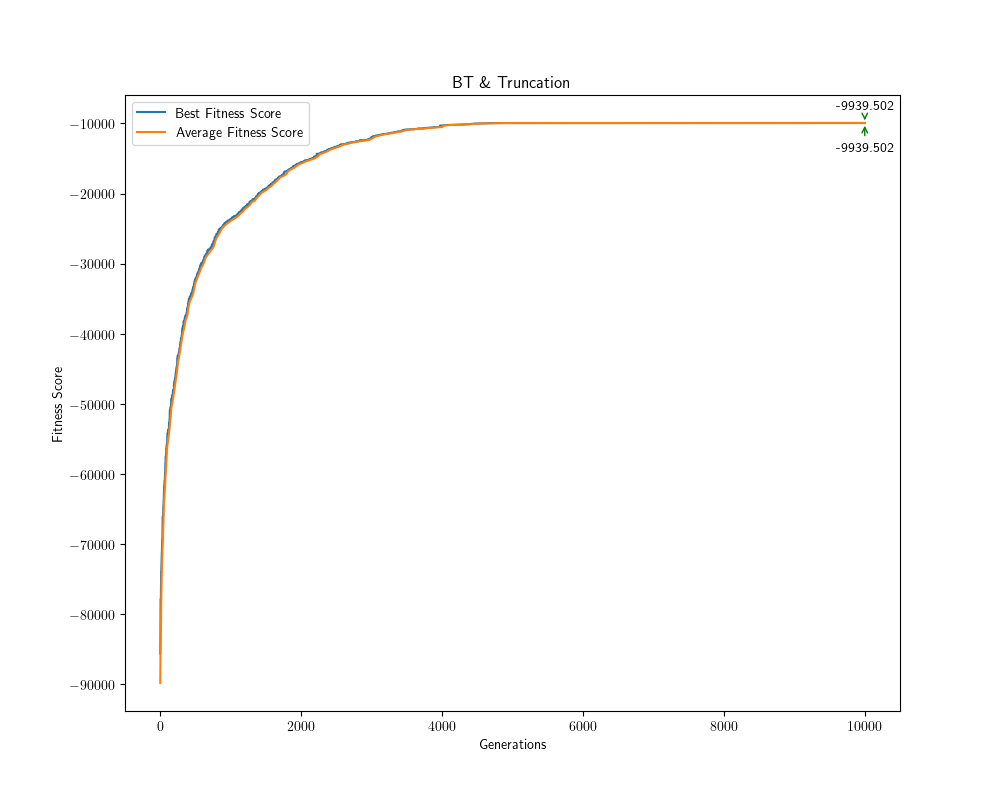 BT & Truncation
Best Fitness Score
Average Fitness Score
-9939.502
-9939.502
−10000
−20000
−30000
−40000
−50000
−60000
−70000
−80000
−90000
Fitness Score
0 2000 4000 6000 8000 10000
Generations